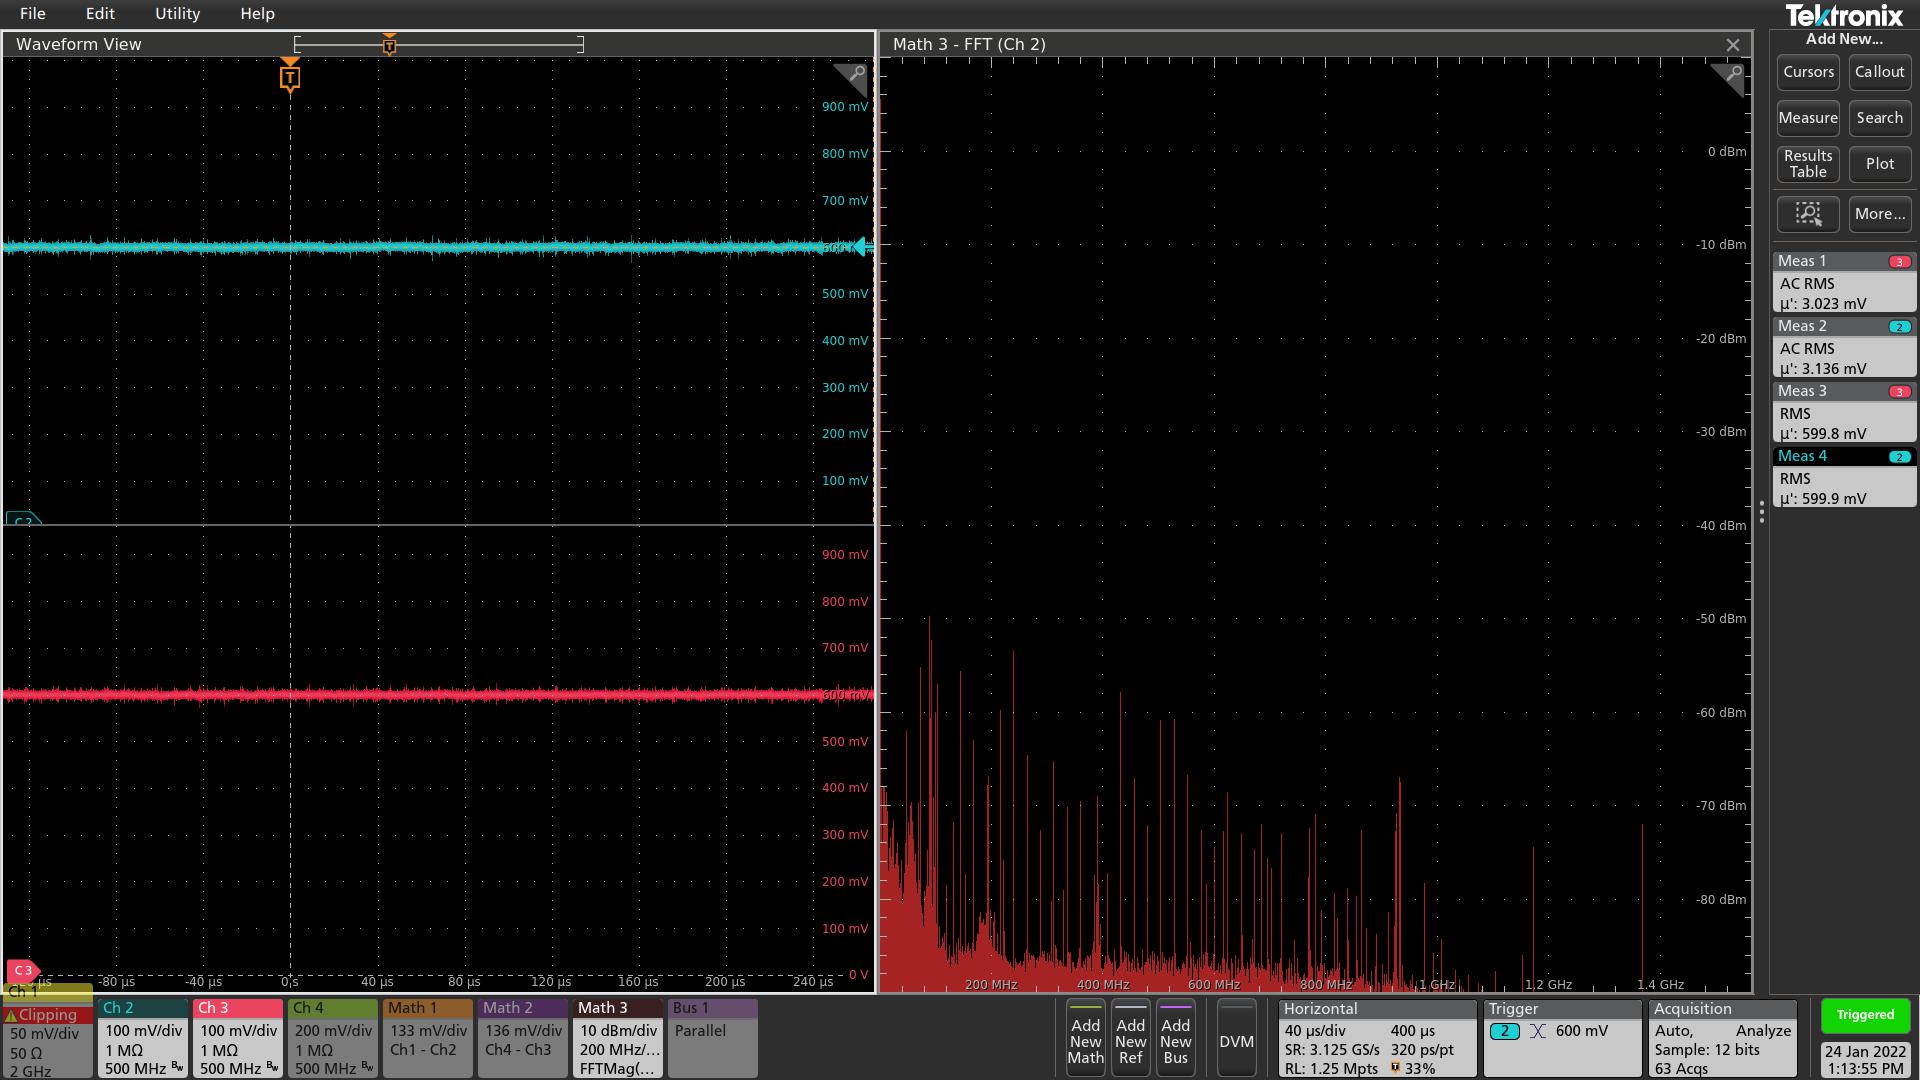 File Edit Utility Help
Tektronix
Waveform View
T
T
900 mV
800 mV
700 mV
500 mV
400 mV
300 mV
200 mV
100 mV
C 2
900 mV
800 mV
700 mV
600 mV
500 mV
400 mV
300 mV
200 mV
100 mV
0 V
C 3
-80 µs -40 µs 0 s 40 µs 80 µs 120 µs 160 µs 200 µs 240 µs
Math 3 - FFT (Ch 2)
0 dBm
-10 dBm
-20 dBm
-30 dBm
-40 dBm
-50 dBm
-60 dBm
-70 dBm
-80 dBm
200 MHz 400 MHz 600 MHz 800 MHz 1 GHz 1.2 GHz 1.4 GHz
Add New...
Cursors Callout
Measure Search
Results Table Plot
More...
Meas 1 3
AC RMS
µ': 3.023 mV
Meas 2 2
AC RMS
µ': 3.136 mV
Meas 3 3
RMS
µ': 599.8 mV
Meas 4 2
RMS
µ': 599.9 mV
Ch 1
Clipping
50 mV/div
50 Ω
2 GHz
Ch 2
100 mV/div
1 MΩ
500 MHz Bw
Ch 3
100 mV/div
1 MΩ
500 MHz Bw
Ch 4
200 mV/div
1 MΩ
500 MHz Bw
Math 1
133 mV/div
Ch1 - Ch2
Math 2
136 mV/div
Ch4 - Ch3
Math 3
10 dBm/div
200 MHz/...
FFTMag(...
Bus 1
Parallel
Add New Math
Add New Ref
Add New Bus
DVM
Horizontal
40 µs/div 400 µs
SR: 3.125 GS/s 320 ps/pt
RL: 1.25 Mpts T 33%
Trigger
2 600 mV
Acquisition
Auto, Analyze
Sample: 12 bits
63 Acqs
Triggered
24 Jan 2022
1:13:55 PM